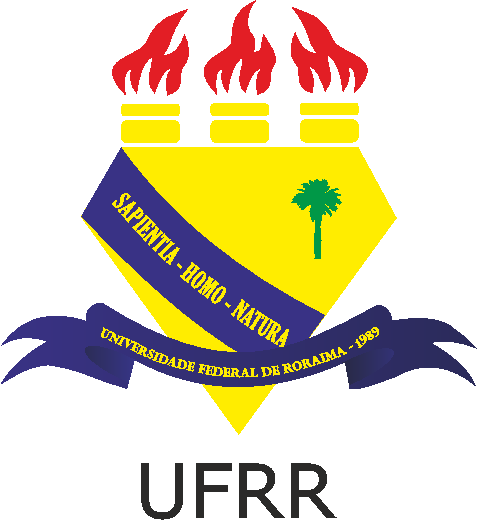 SAPIENTIA - HOMO - NATURA
UNIVERSIDADE FEDERAL DE RORAIMA - 1989
UFRR